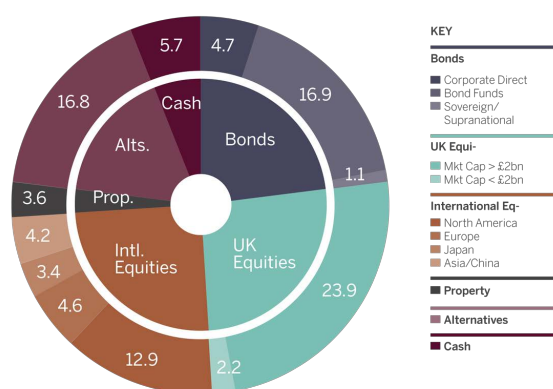 5.7
4.7
16.8
16.9
Cash
Alts.
Bonds
1.1
3.6
Prop.
4.2
Intl.
Equities
UK
Equities
3.4
23.9
4.6
12.9
2.2
KEY
Bonds
Corporate Direct
Bond Funds
Sovereign/
Supranational
UK Equi-
Mkt Cap > £2bn
Mkt Cap < £2bn
International Eq-
North America
Europe
Japan
Asia/China
Property
Alternatives
Cash